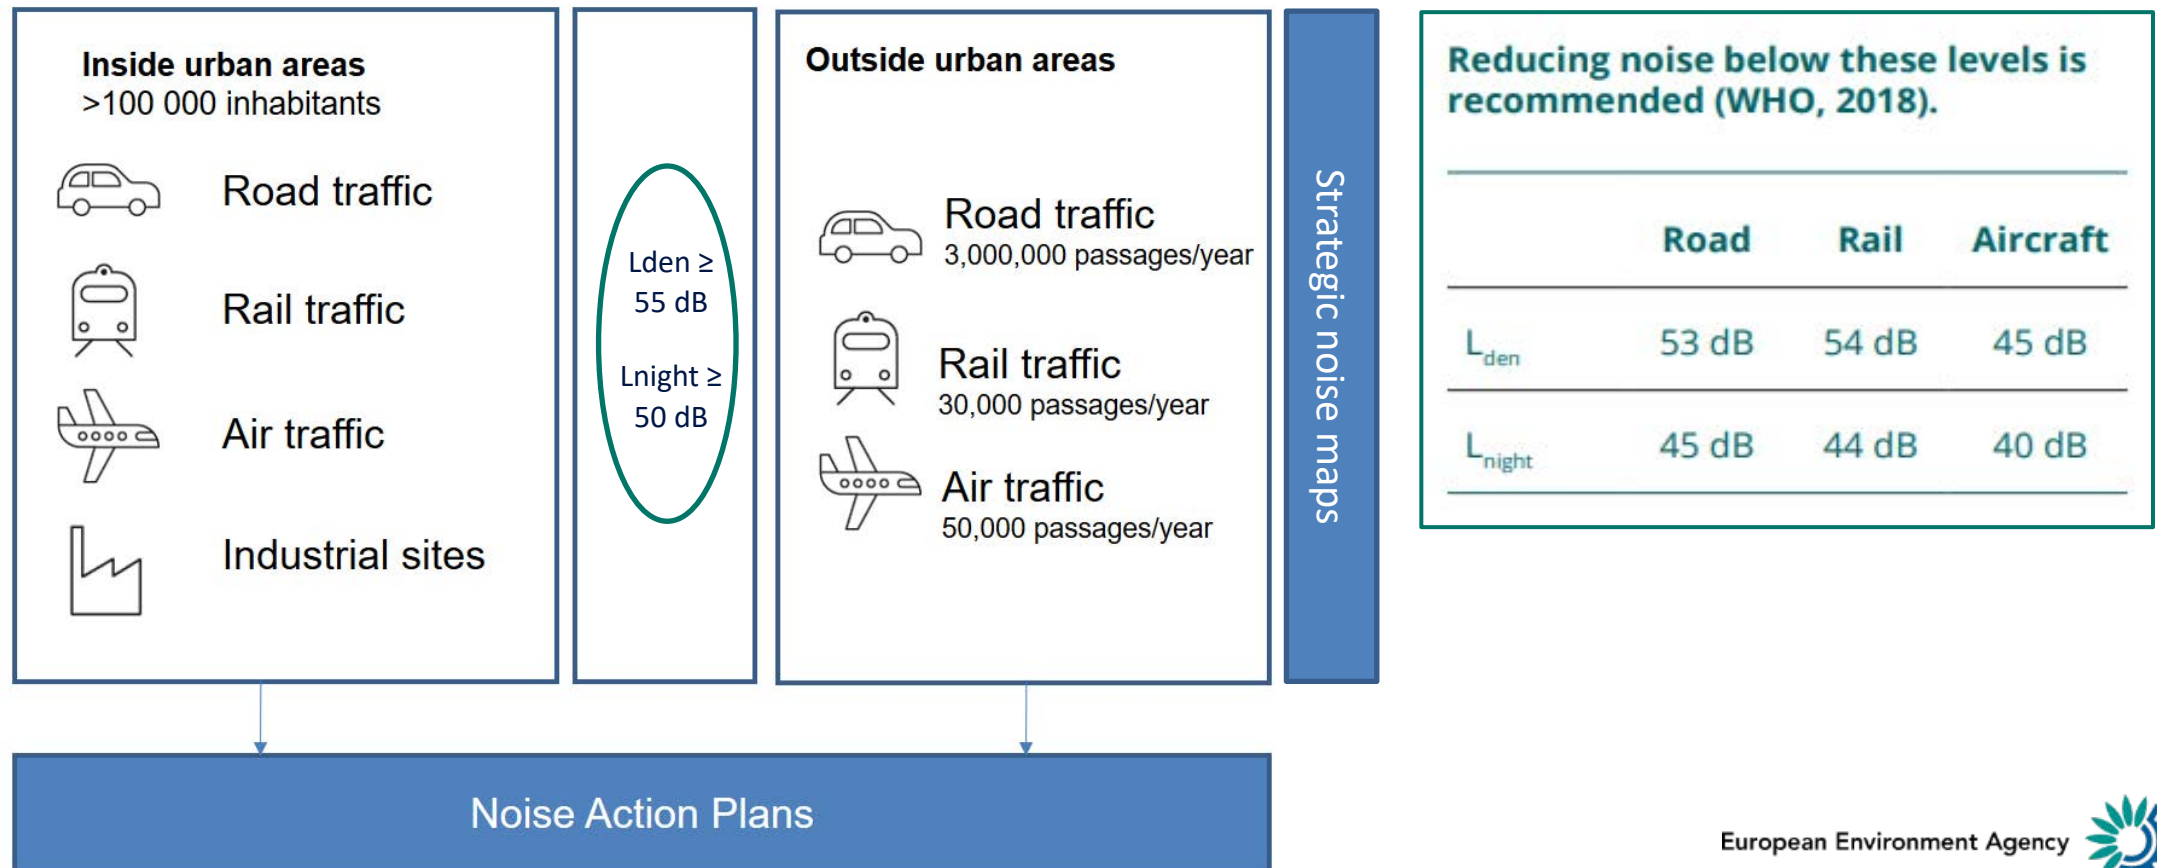 Inside urban areas
>100 000 inhabitants
Road traffic
Rail traffic
Air traffic
Industrial sites
Lden ≥
55 dB
Lnight ≥
50 dB
Outside urban areas
Road traffic
3,000,000 passages/year
Rail traffic
30,000 passages/year
Air traffic
50,000 passages/year
Strategic noise maps
Noise Action Plans
Reducing noise below these levels is
recommended (WHO, 2018).
Road Rail Aircraft
Lden 53 dB 54 dB 45 dB
Lnight 45 dB 44 dB 40 dB
European Environment Agency